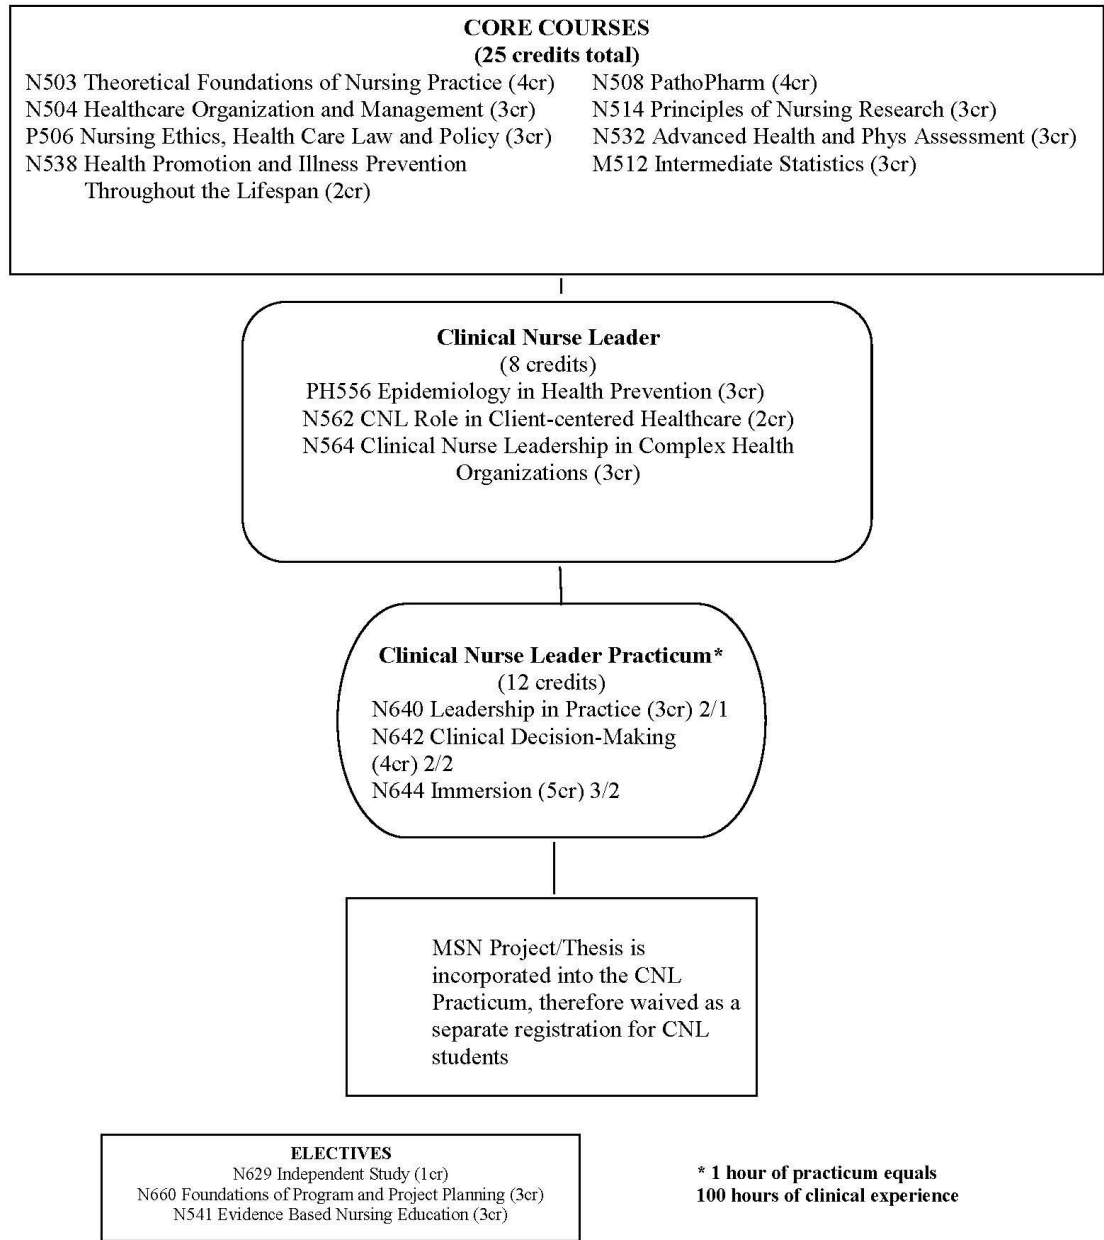 CORE COURSES
(25 credits total)
N503 Theoretical Foundations of Nursing Practice (4cr)
N504 Healthcare Organization and Management (3cr)
P506 Nursing Ethics, Health Care Law and Policy (3cr)
N538 Health Promotion and Illness Prevention
Throughout the Lifespan (2cr)
N508 PathoPharm (4cr)
N514 Principles of Nursing Research (3cr)
N532 Advanced Health and Phys Assessment (3cr)
M512 Intermediate Statistics (3cr)
Clinical Nurse Leader
(8 credits)
PH556 Epidemiology in Health Prevention (3cr)
N562 CNL Role in Client-centered Healthcare (2cr)
N564 Clinical Nurse Leadership in Complex Health
Organizations (3cr)
Clinical Nurse Leader Practicum*
(12 credits)
N640 Leadership in Practice (3cr) 2/1
N642 Clinical Decision-Making
(4cr) 2/2
N644 Immersion (5cr) 3/2
MSN Project/Thesis is
incorporated into the CNL
Practicum, therefore waived as a
separate registration for CNL
students
ELECTIVES
N629 Independent Study (1cr)
N660 Foundations of Program and Project Planning (3cr)
N541 Evidence Based Nursing Education (3cr)
* 1 hour of practicum equals
100 hours of clinical experience